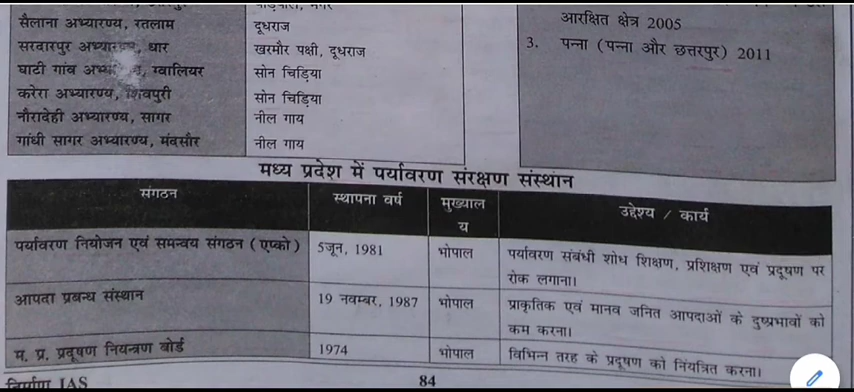 सैलाना अभ्यारण्य, रतलाम दूधराज
सरदारपुर धार खरमौर पक्षी, दूधराज
घाटी गांव ग्वालियर सोन चिड़िया
करेरा अभ्यारण्य, शिवपुरी सोन चिड़िया
नौरादेही अभ्यारण्य, सागर नील गाय
गांधी सागर अभ्यारण्य, मंदसौर नील गाय
आरक्षित क्षेत्र 2005
3. पन्ना (पन्ना और छत्तरपुर) 2011
मध्य प्रदेश में पर्यावरण संरक्षण संस्थान
संगठन स्थापना वर्ष मुख्याल उद्देश्य / कार्य
य
पर्यावरण नियोजन एवं समन्वय संगठन (एप्को) 5जून, 1981 भोपाल पर्यावरण संबंधी शोध शिक्षण, प्रशिक्षण एवं प्रदूषण पर
रोक लगाना।
आपदा प्रबन्ध संस्थान 19 नवम्बर, 1987 भोपाल प्राकृतिक एवं मानव जनित आपदाओं के दुष्प्रभावों को
कम करना।
म. प्र. प्रदूषण नियन्त्रण बोर्ड 1974 भोपाल विभिन्न तरह के प्रदूषण को नियंत्रित करना।
निर्माण IAS 84